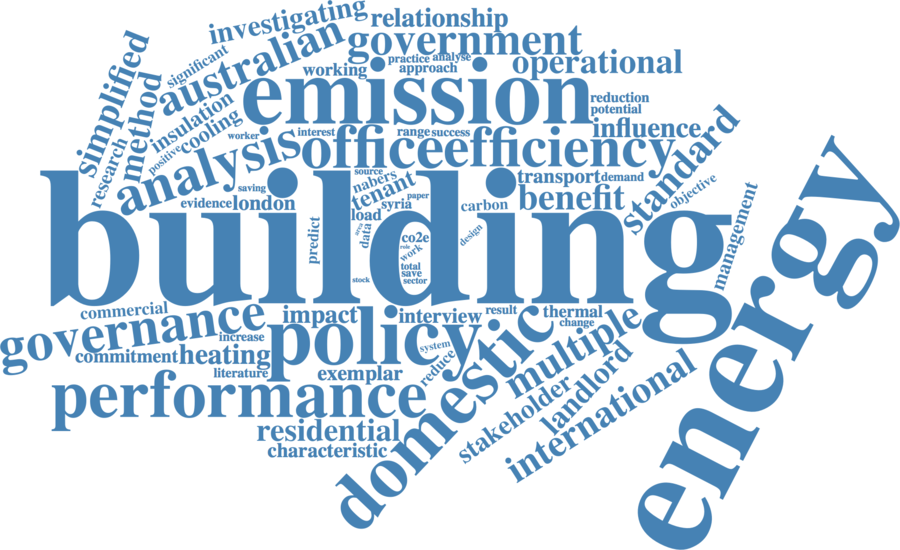 investigating
relationship
simplified
significant
australian
government
practice
analyse
working
approach
operational
method
emission
insulation
reduction
potential
cooling
worker
interest
range
success
influence
positive
research
analysis
office
efficiency
standard
energy
source
nabers
transport
demand
objective
saving
tenant
paper
benefit
evidence
london
syria
carbon
management
building
load
area
data
predict
co2e
role
work
design
total
save
sector
stock
commercial
governance
impact
interview
result
thermal
change
increase
policy
domestic
multiple
commitment
heating
system
literature
exemplar
reduce
landlord
performance
stakeholder
international
residential
characteristic